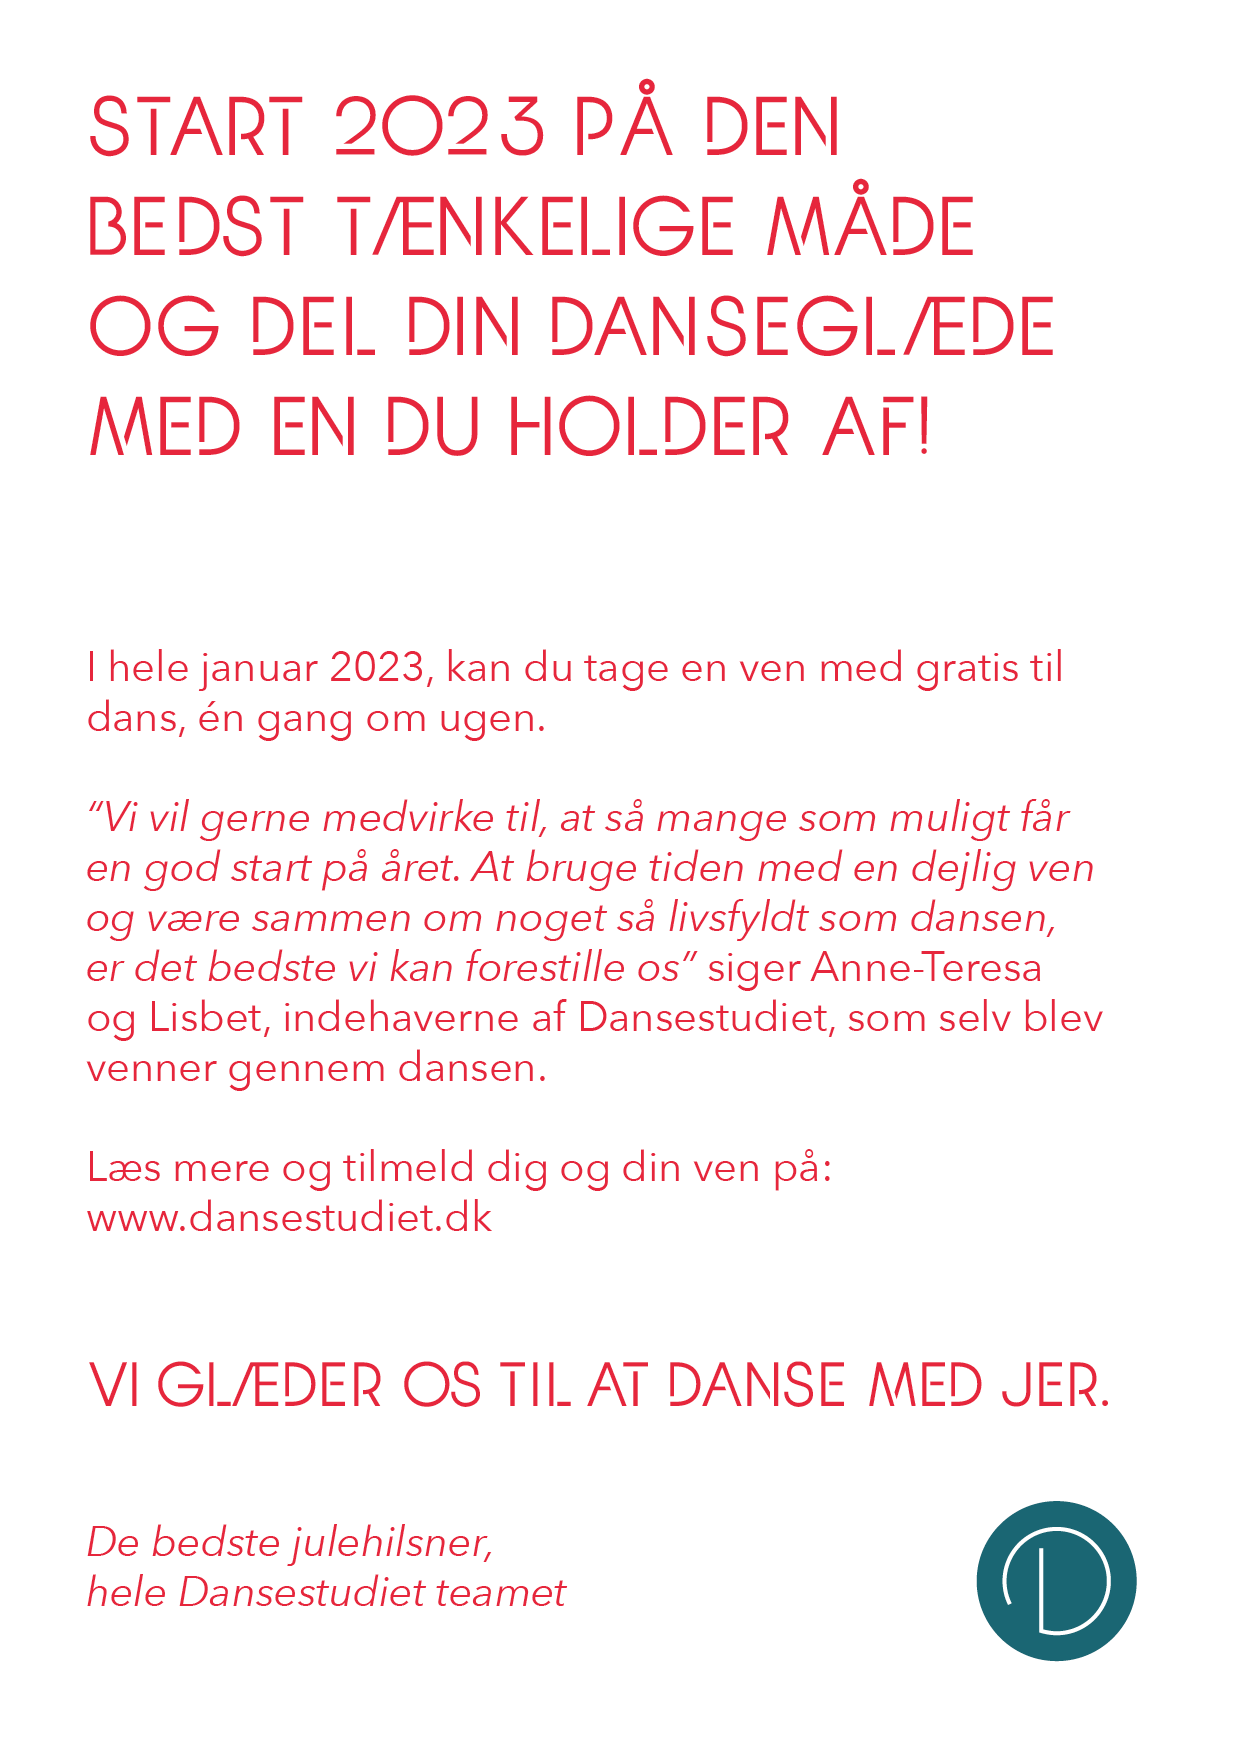 START 2023 PÅ DEN
BEDST TÆNKELIGE MÅDE
OG DEL DIN DANSEGLÆDE
MED EN DU HOLDER AF!
I hele januar 2023, kan du tage en ven med gratis til
dans, én gang om ugen.
“Vi vil gerne medvirke til, at så mange som muligt får
en god start på året. At bruge tiden med en dejlig ven
og være sammen om noget så livsfyldt som dansen,
er det bedste vi kan forestille os” siger Anne-Teresa
og Lisbet, indehaverne af Dansestudiet, som selv blev
venner gennem dansen.
Læs mere og tilmeld dig og din ven på:
www.dansestudiet.dk
VI GLÆDER OS TIL AT DANSE MED JER.
De bedste julehilsner,
hele Dansestudiet teamet
D